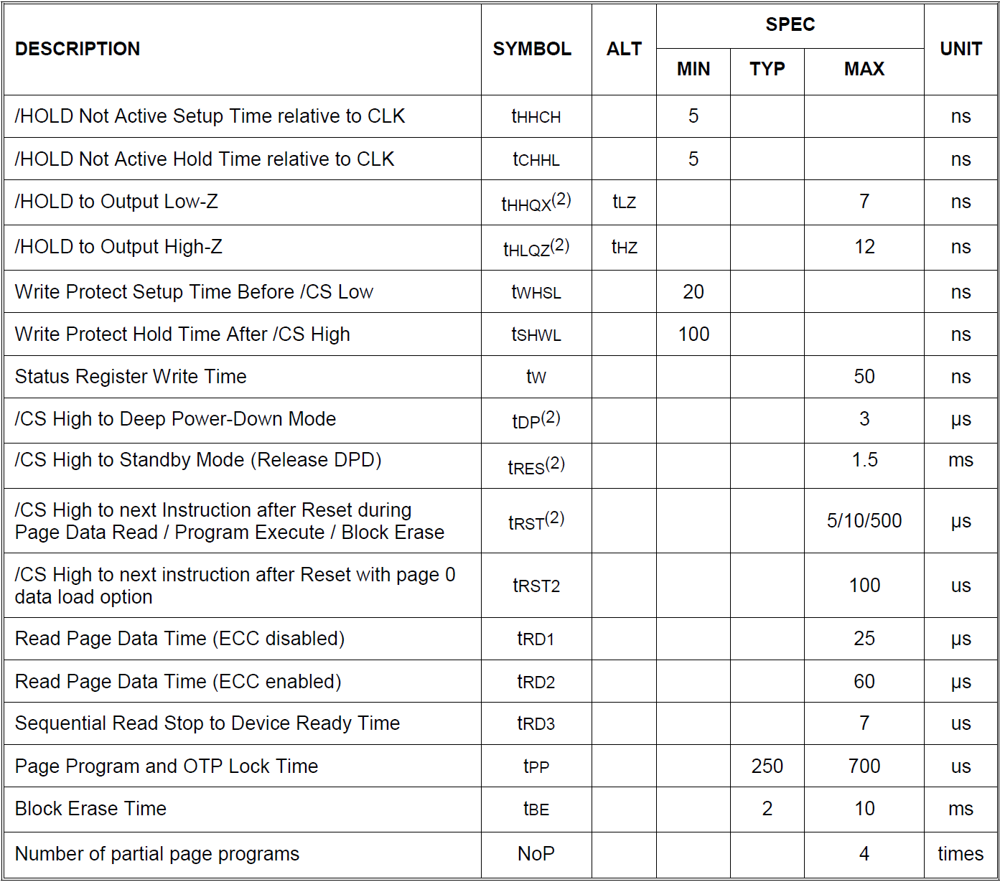 DESCRIPTION SYMBOL ALT SPEC UNIT
MIN TYP MAX
/HOLD Not Active Setup Time relative to CLK tHHCH 5 ns
/HOLD Not Active Hold Time relative to CLK tCHHL 5 ns
/HOLD to Output Low-Z tHHQX(2) tLZ 7 ns
/HOLD to Output High-Z tHLQZ(2) tHZ 12 ns
Write Protect Setup Time Before /CS Low tWHSL 20 ns
Write Protect Hold Time After /CS High tSHWL 100 ns
Status Register Write Time tW 50 ns
/CS High to Deep Power-Down Mode tDP(2) 3 µs
/CS High to Standby Mode (Release DPD) tRES(2) 1.5 ms
/CS High to next Instruction after Reset during
Page Data Read / Program Execute / Block Erase tRST(2) 5/10/500 µs
/CS High to next instruction after Reset with page 0
data load option tRST2 100 us
Read Page Data Time (ECC disabled) tRD1 25 µs
Read Page Data Time (ECC enabled) tRD2 60 µs
Sequential Read Stop to Device Ready Time tRD3 7 us
Page Program and OTP Lock Time tPP 250 700 us
Block Erase Time tBE 2 10 ms
Number of partial page programs NoP 4 times